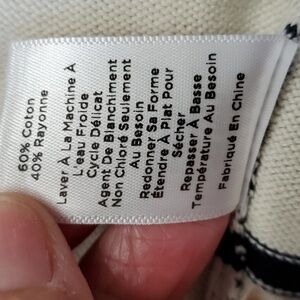 60% Coton
40% Rayonne
Laver À La Machine À
L'eau Froide
Cycle Délicat
Agent De Blanchiment
Non Chloré Seulement
Au Besoin
Redonner Sa Forme
Étendre À Plat Pour
Sécher
Repasser À Basse
Température Au Besoin
Fabriqué En Chine